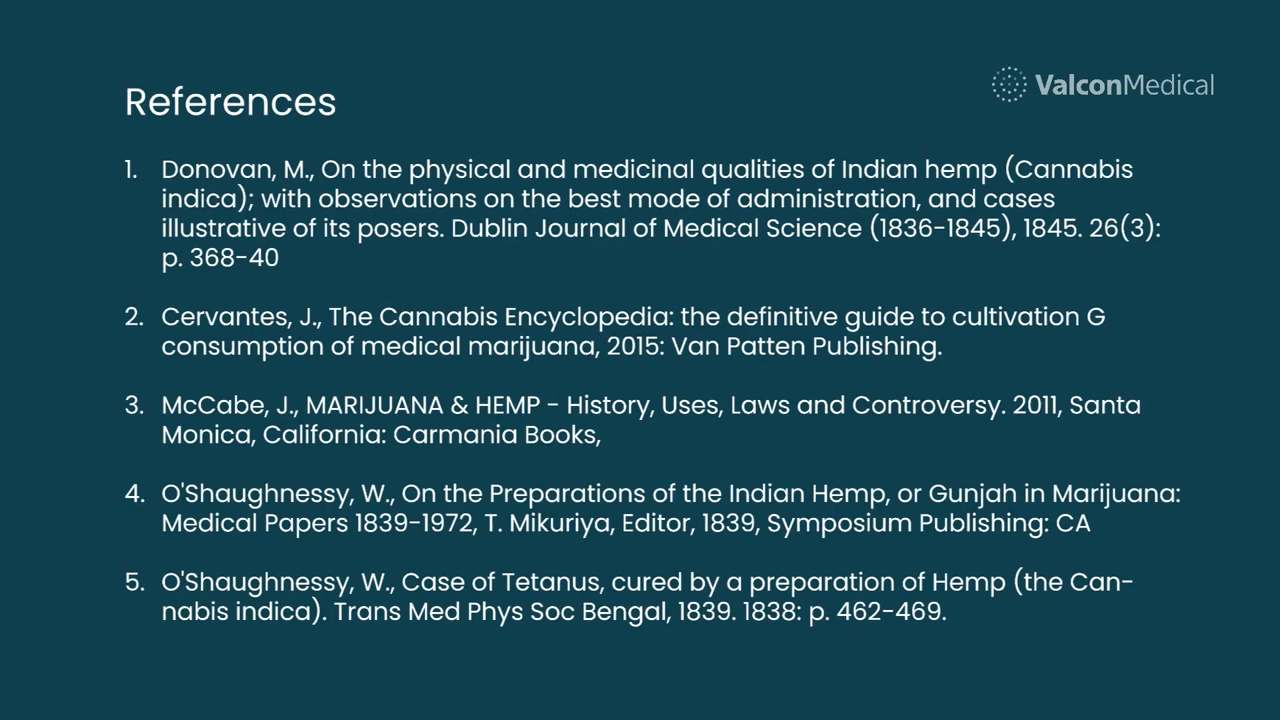 ValconMedical
References
1. Donovan, M., On the physical and medicinal qualities of Indian hemp (Cannabis
indica); with observations on the best mode of administration, and cases
illustrative of its posers. Dublin Journal of Medical Science (1836-1845), 1845. 26(3):
p. 368-40
2. Cervantes, J., The Cannabis Encyclopedia: the definitive guide to cultivation G
consumption of medical marijuana, 2015: Van Patten Publishing.
3. McCabe, J., MARIJUANA & HEMP - History, Uses, Laws and Controversy. 2011, Santa
Monica, California: Carmania Books,
4. O'Shaughnessy, W., On the Preparations of the Indian Hemp, or Gunjah in Marijuana:
Medical Papers 1839-1972, T. Mikuriya, Editor, 1839, Symposium Publishing: CA
5. O'Shaughnessy, W., Case of Tetanus, cured by a preparation of Hemp (the Can-
nabis indica). Trans Med Phys Soc Bengal, 1839. 1838: p. 462-469.